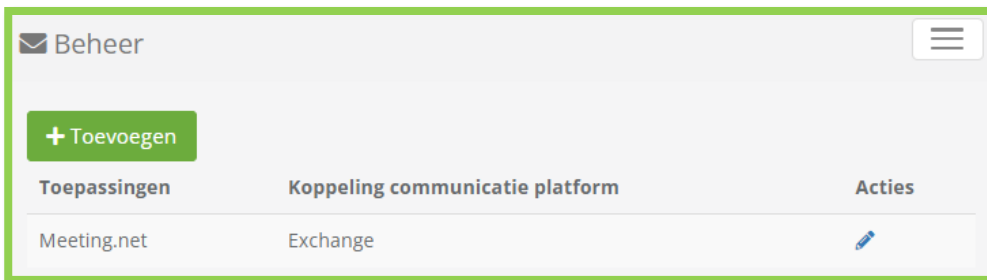 Beheer
Toevoegen
Toepassingen Koppeling communicatie platform Acties
Meeting.net Exchange